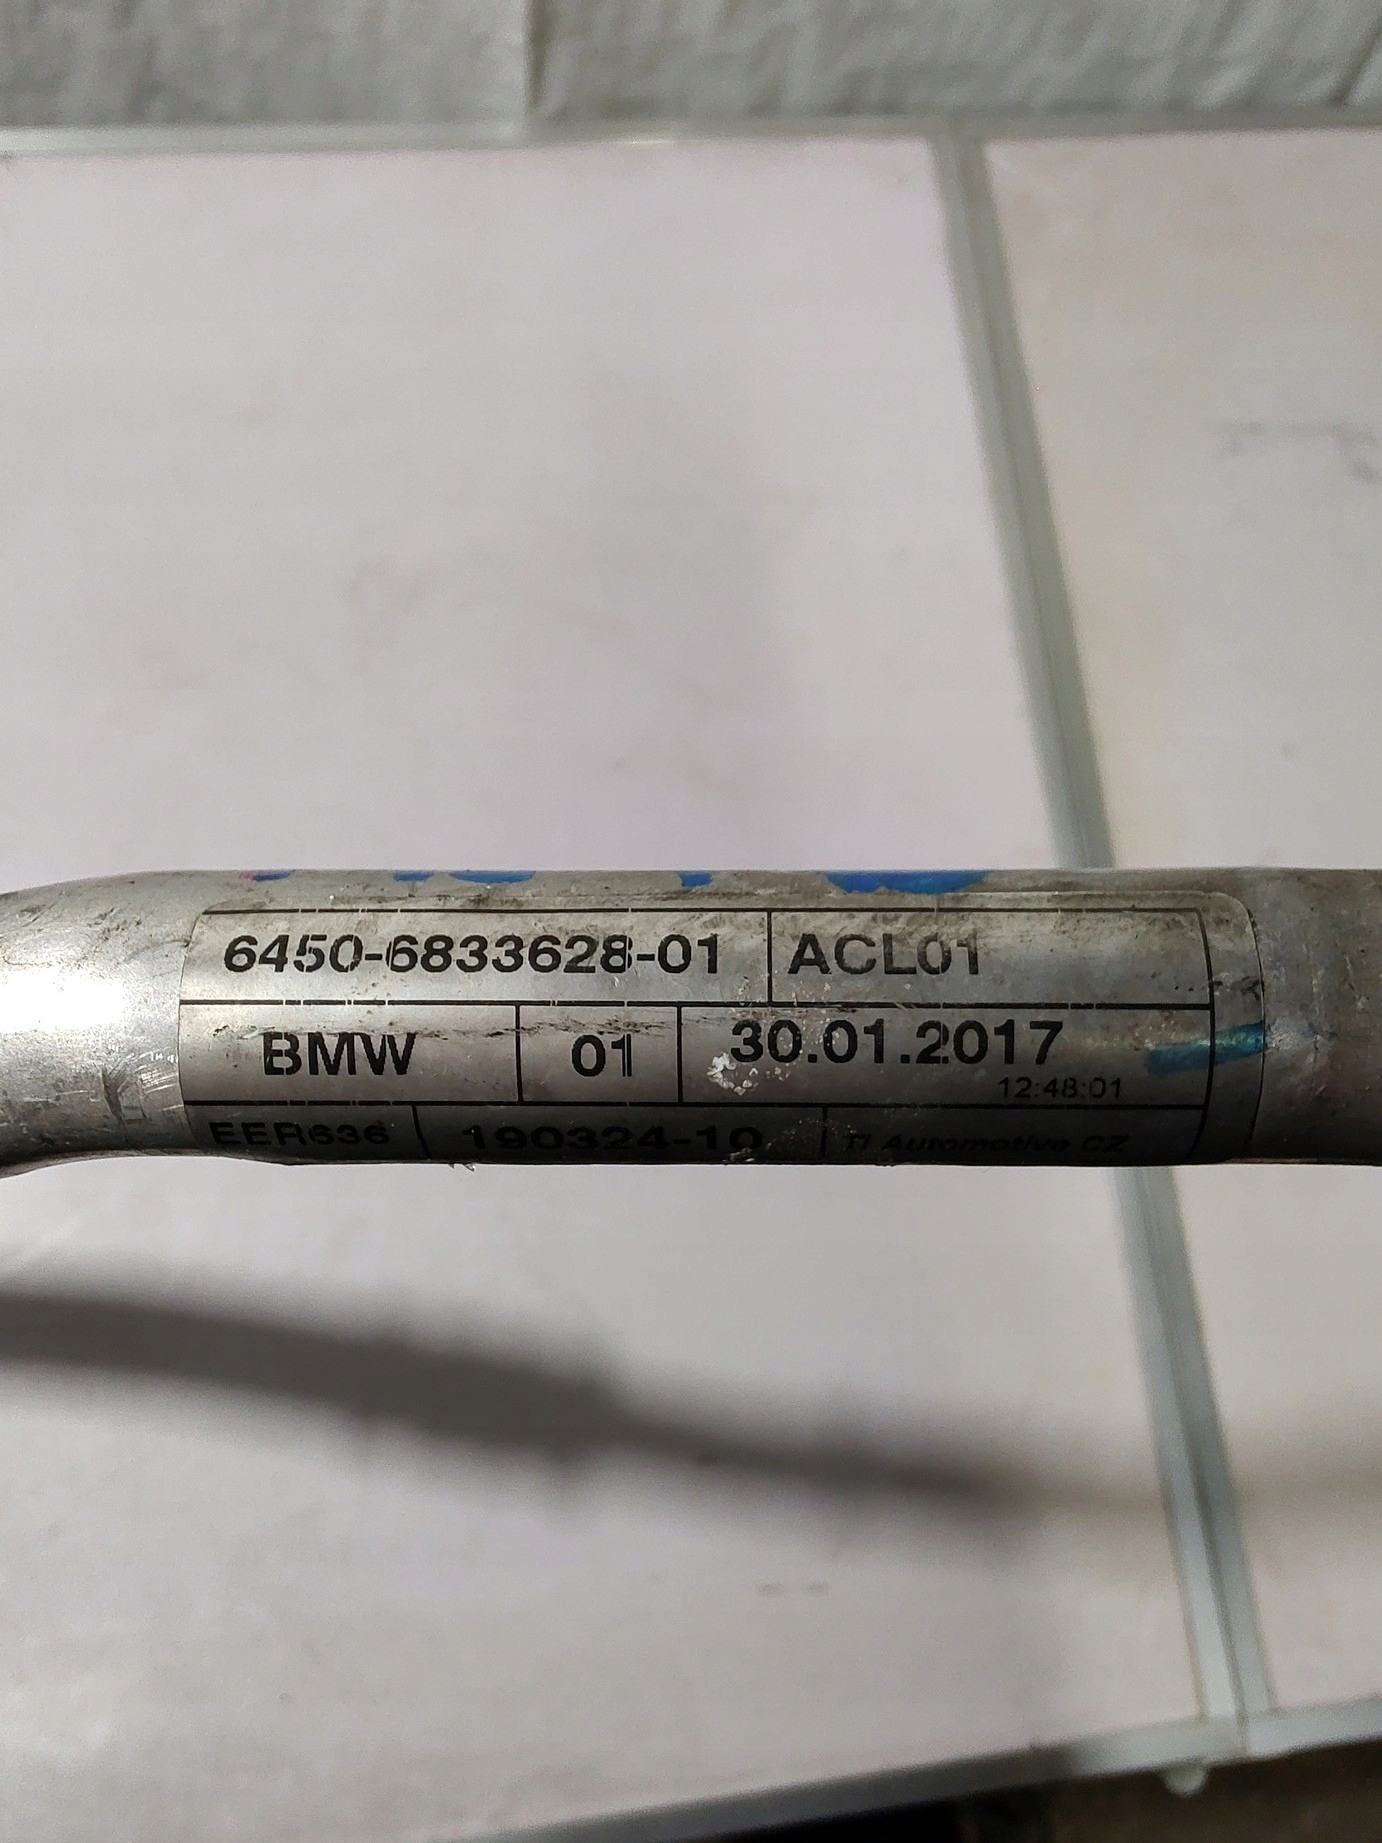 6450-6833628-01 ACL01
BMW 01 30.01.2017
12:48:01
EER636 190324-10 TI Automotive CZ